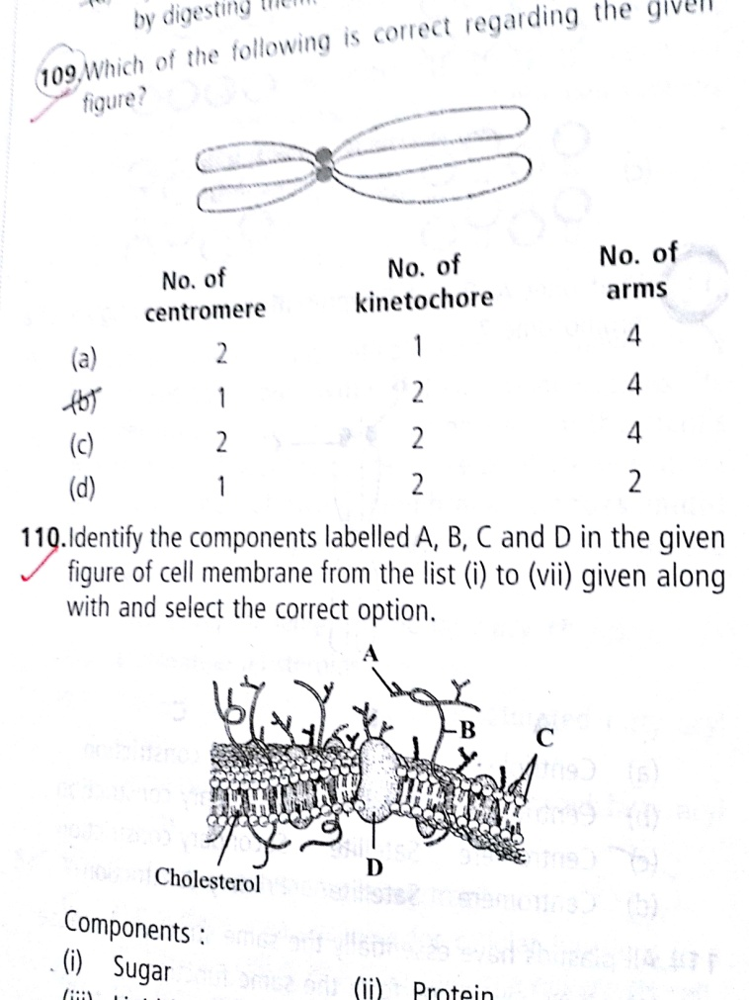 by digesting them.
109.Which of the following is correct regarding the given
figure?
No. of centromere No. of kinetochore No. of arms
(a) 2 1 4
(b) 1 2 4
(c) 2 2 4
(d) 1 2 2
110.Identify the components labelled A, B, C and D in the given
figure of cell membrane from the list (i) to (vii) given along
with and select the correct option.
A
B
C
D
Cholesterol
Components :
(i) Sugar (ii) Protein
(iii)